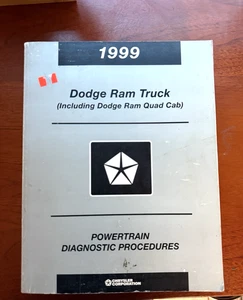 1999
Dodge Ram Truck
(Including Dodge Ram Quad Cab)
POWERTRAIN
DIAGNOSTIC PROCEDURES
CHRYSLER
CORPORATION